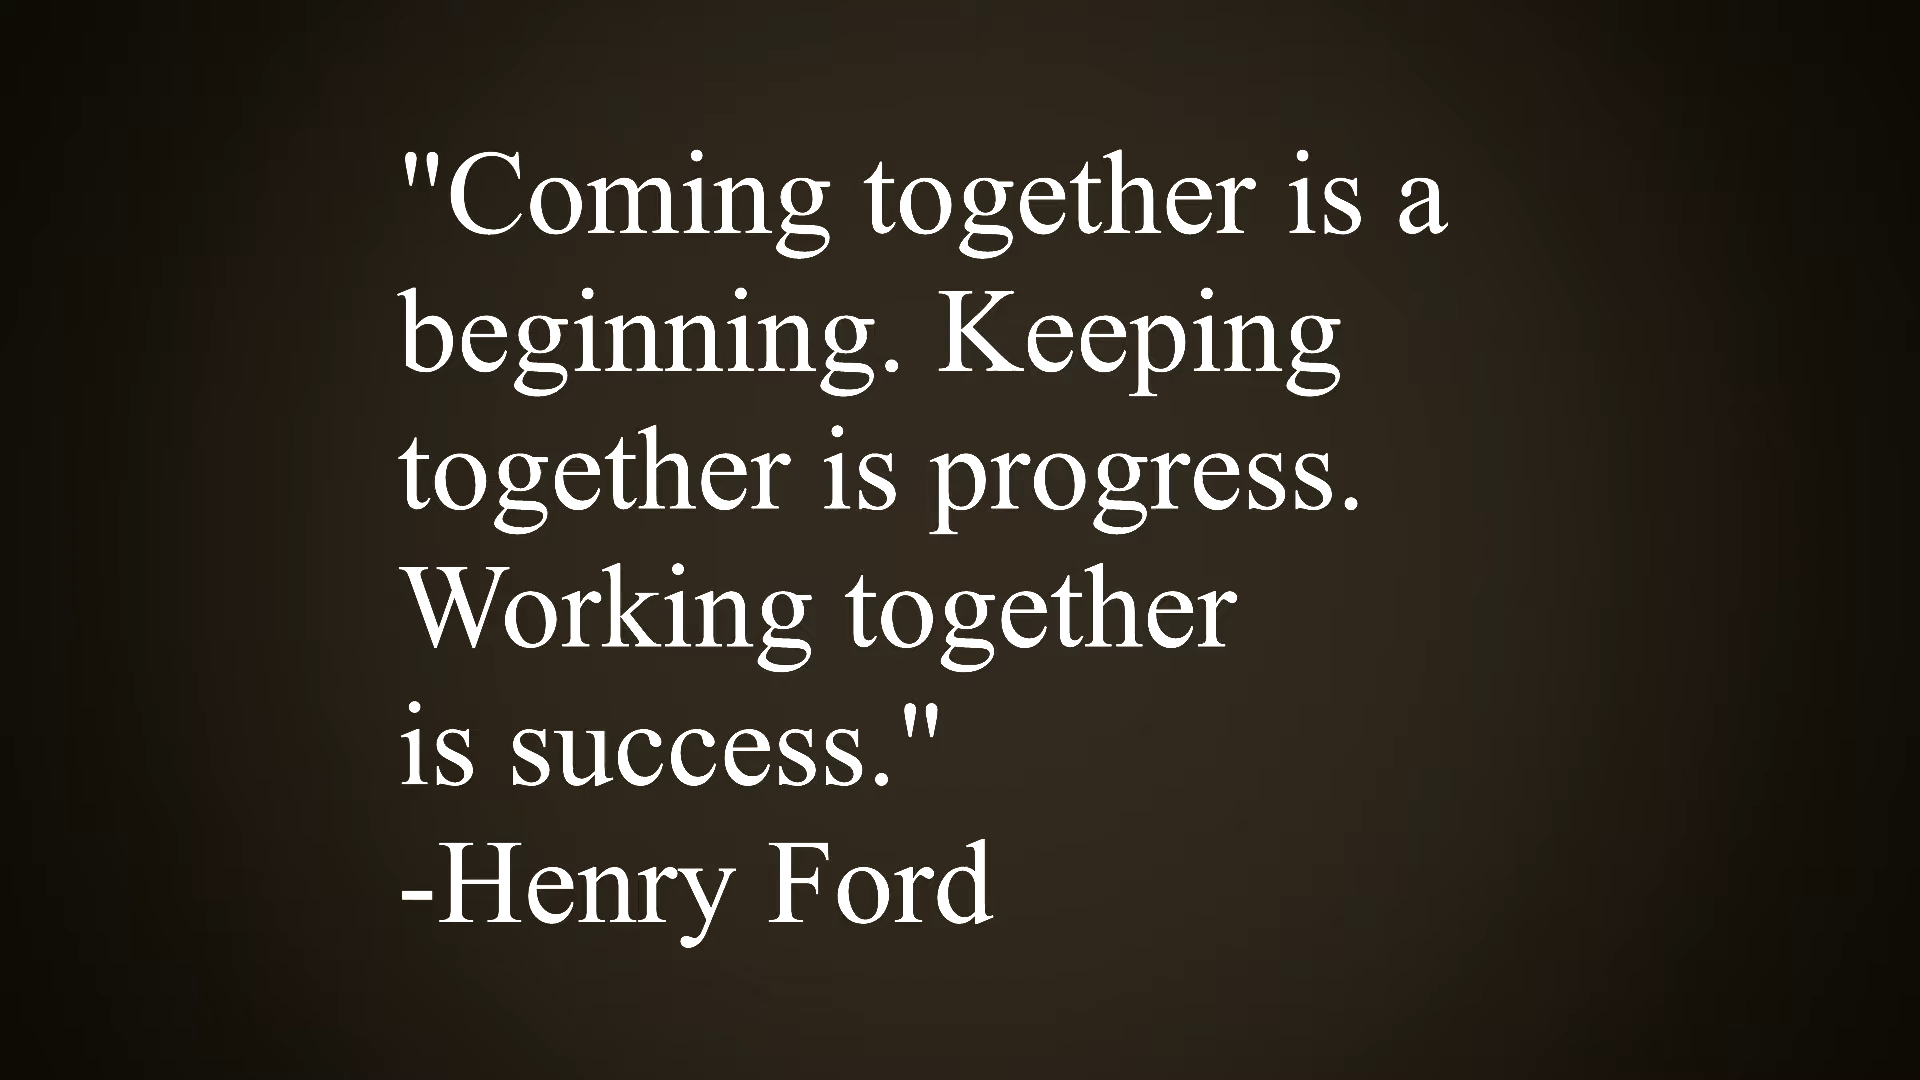 "Coming together is a
beginning. Keeping
together is progress.
Working together
is success."
-Henry Ford